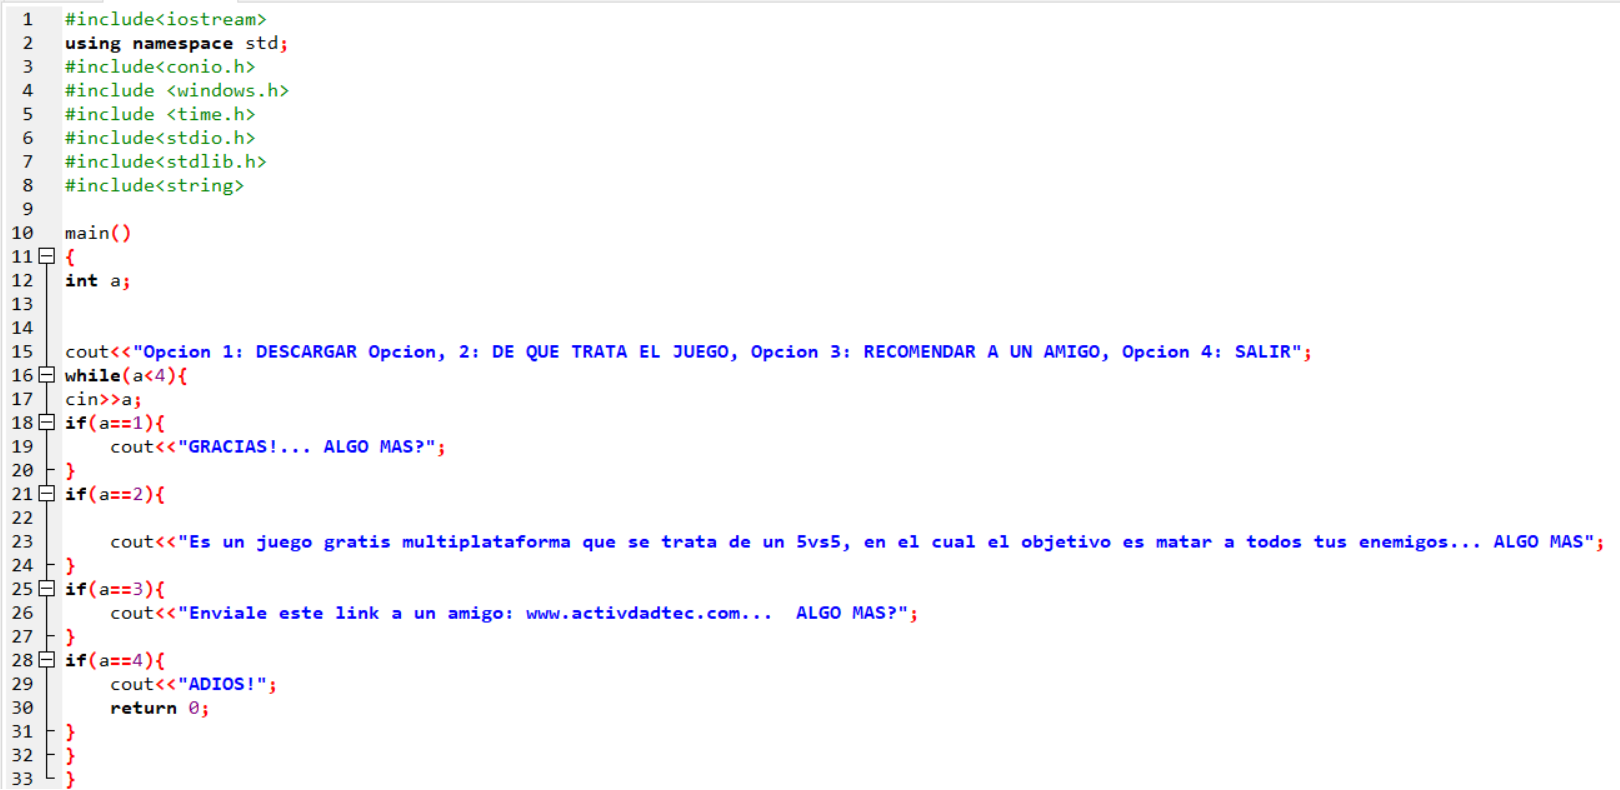 1 #include<iostream>
2 using namespace std;
3 #include<conio.h>
4 #include <windows.h>
5 #include <time.h>
6 #include<stdio.h>
7 #include<stdlib.h>
8 #include<string>
9
10 main()
11 {
12 int a;
13
14
15 cout<<"Opcion 1: DESCARGAR Opcion, 2: DE QUE TRATA EL JUEGO, Opcion 3: RECOMENDAR A UN AMIGO, Opcion 4: SALIR";
16 while(a<4){
17 cin>>a;
18 if(a==1){
19     cout<<"GRACIAS!... ALGO MAS?";
20 }
21 if(a==2){
22
23     cout<<"Es un juego gratis multiplataforma que se trata de un 5vs5, en el cual el objetivo es matar a todos tus enemigos... ALGO MAS";
24 }
25 if(a==3){
26     cout<<"Enviale este link a un amigo: www.activdadtec.com...  ALGO MAS?";
27 }
28 if(a==4){
29     cout<<"ADIOS!";
30     return 0;
31 }
32 }
33 }